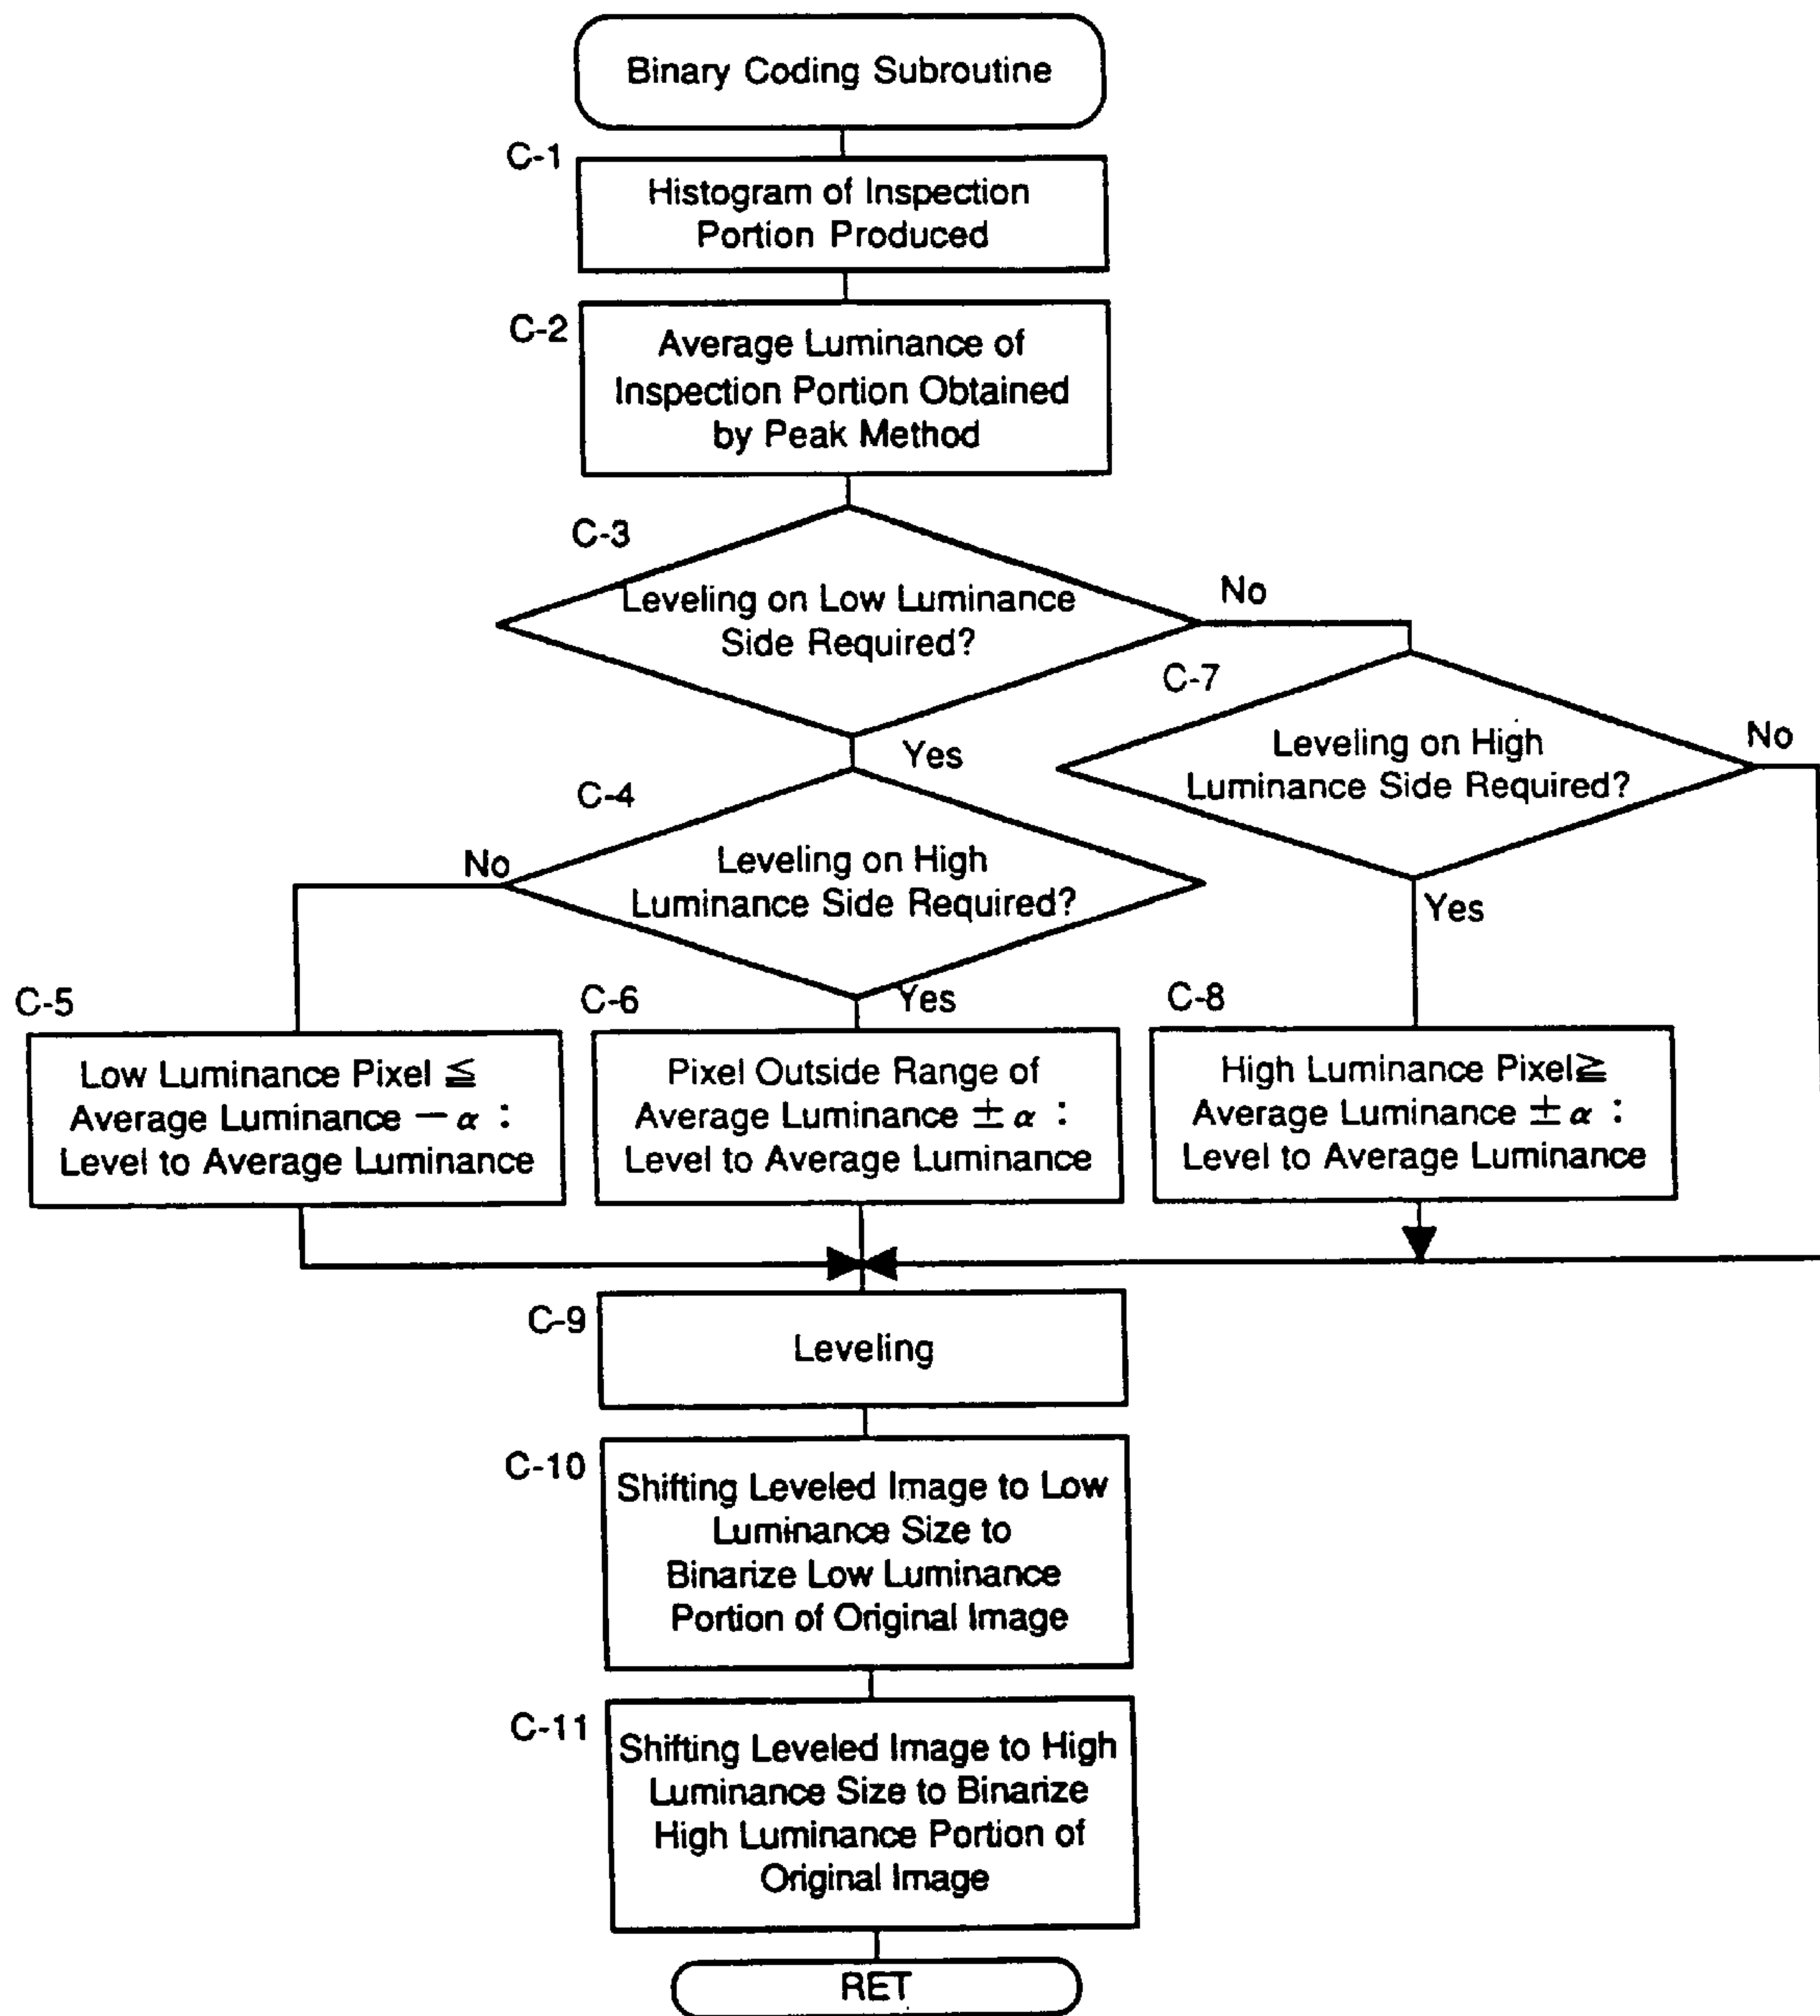 Binary Coding Subroutine
C-1
Histogram of Inspection
Portion Produced
C-2
Average Luminance of
Inspection Portion Obtained
by Peak Method
C-3
Leveling on Low Luminance
Side Required?
No
Yes
C-7
Leveling on High
Luminance Side Required?
No
Yes
C-4
Leveling on High
Luminance Side Required?
No
Yes
C-5
Low Luminance Pixel ≦
Average Luminance − α :
Level to Average Luminance
C-6
Pixel Outside Range of
Average Luminance ± α :
Level to Average Luminance
C-8
High Luminance Pixel≧
Average Luminance ± α :
Level to Average Luminance
C-9
Leveling
C-10
Shifting Leveled Image to Low
Luminance Size to
Binarize Low Luminance
Portion of Original Image
C-11
Shifting Leveled Image to High
Luminance Size to Binarize
High Luminance Portion of
Original Image
RET